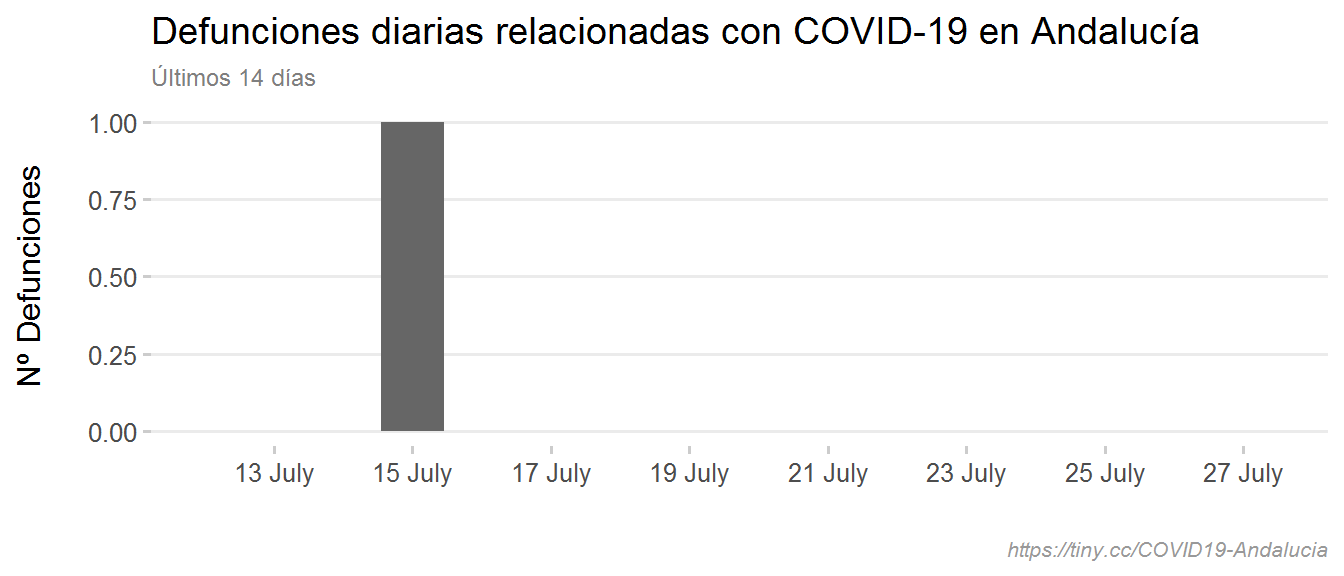 Defunciones diarias relacionadas con COVID-19 en Andalucía
Últimos 14 días
Nº Defunciones
1.00
0.75
0.50
0.25
0.00
13 July 15 July 17 July 19 July 21 July 23 July 25 July 27 July
https://tiny.cc/COVID19-Andalucia